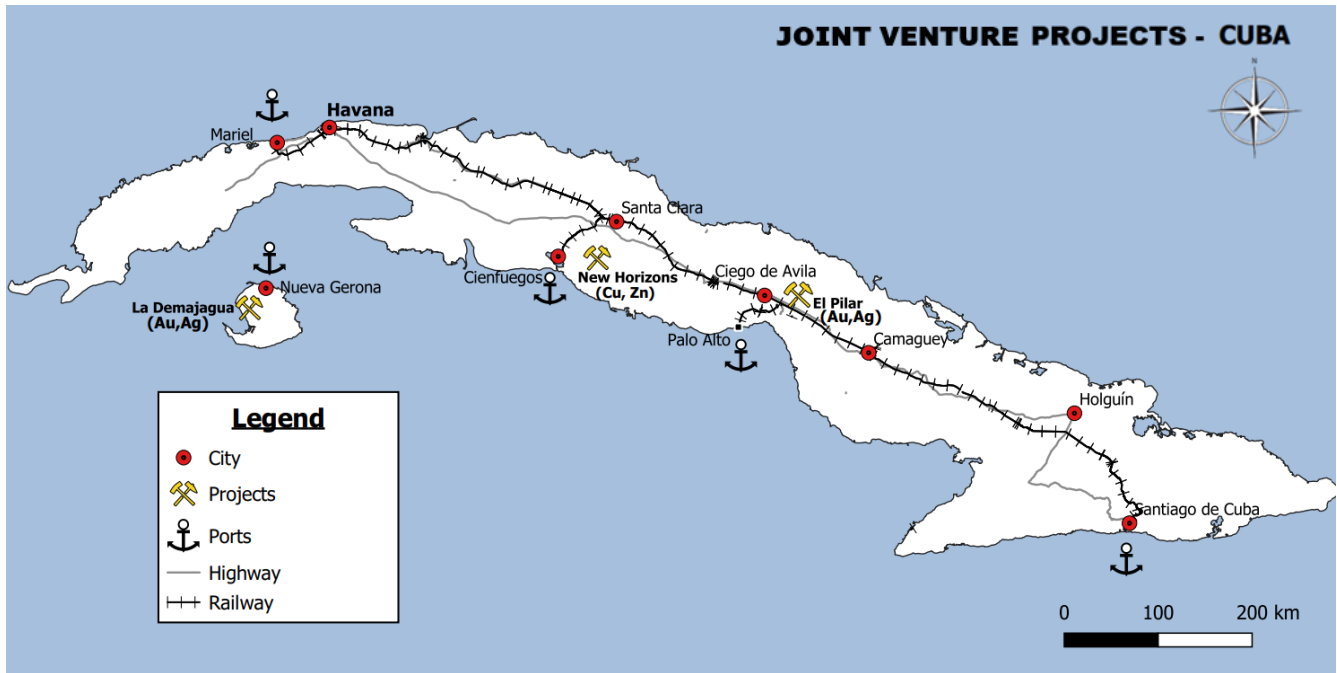 JOINT VENTURE PROJECTS - CUBA
N
Havana
Mariel
Santa Clara
Cienfuegos
New Horizons
(Cu, Zn)
Ciego de Avila
Nueva Gerona
La Demajagua
(Au,Ag)
El Pilar
(Au,Ag)
Palo Alto
Camaguey
Holguín
Santiago de Cuba
Legend
City
Projects
Ports
Highway
Railway
0 100 200 km